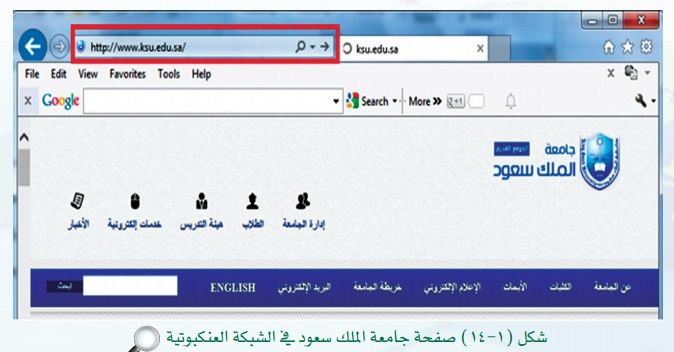 http://www.ksu.edu.sa/
ksu.edu.sa
File Edit View Favorites Tools Help
x Google Search More »
جامعة
الملك سعود
إدارة الجامعة الطلاب هيئة التدريس خدمات إلكترونية الأخبار
عن الجامعة الكليات الأبحاث الإعلام الإلكتروني خريطة الجامعة البريد الإلكتروني ENGLISH ابحث
شكل (١-١٤) صفحة جامعة الملك سعود في الشبكة العنكبوتية